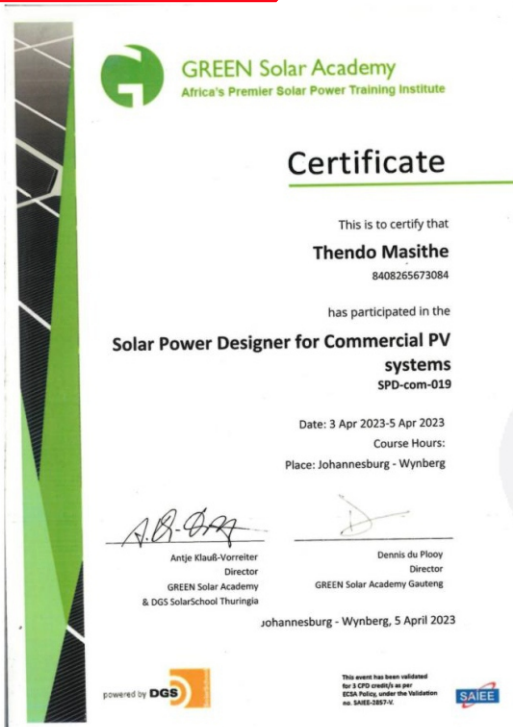 GREEN Solar Academy
Africa's Premier Solar Power Training Institute
Certificate
This is to certify that
Thendo Masithe
8408265673084
has participated in the
Solar Power Designer for Commercial PV
systems
SPD-com-019
Date: 3 Apr 2023-5 Apr 2023
Course Hours:
Place: Johannesburg - Wynberg
Antje Klauß-Vorreiter
Director
GREEN Solar Academy
& DGS SolarSchool Thuringia
Dennis du Plooy
Director
GREEN Solar Academy Gauteng
Johannesburg - Wynberg, 5 April 2023
powered by DGS
This event has been validated
for 3 CPD credit/s as per
ECSA Policy, under the Validation
no. SAIEE-2857-V.
SAIEE